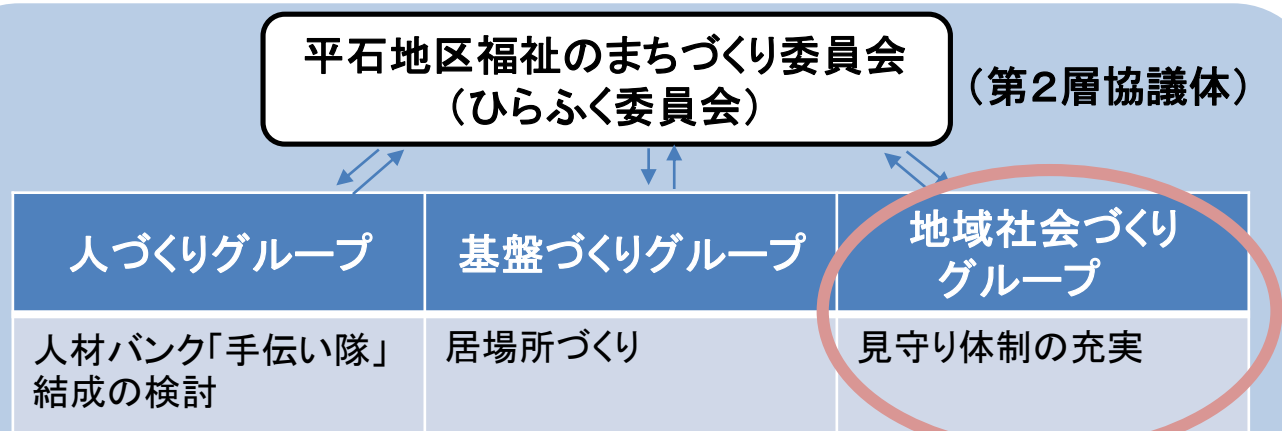 平石地区福祉のまちづくり委員会
(ひらふく委員会)
(第2層協議体)
人づくりグループ
基盤づくりグループ
地域社会づくり
グループ
人材バンク「手伝い隊」
結成の検討
居場所づくり
見守り体制の充実